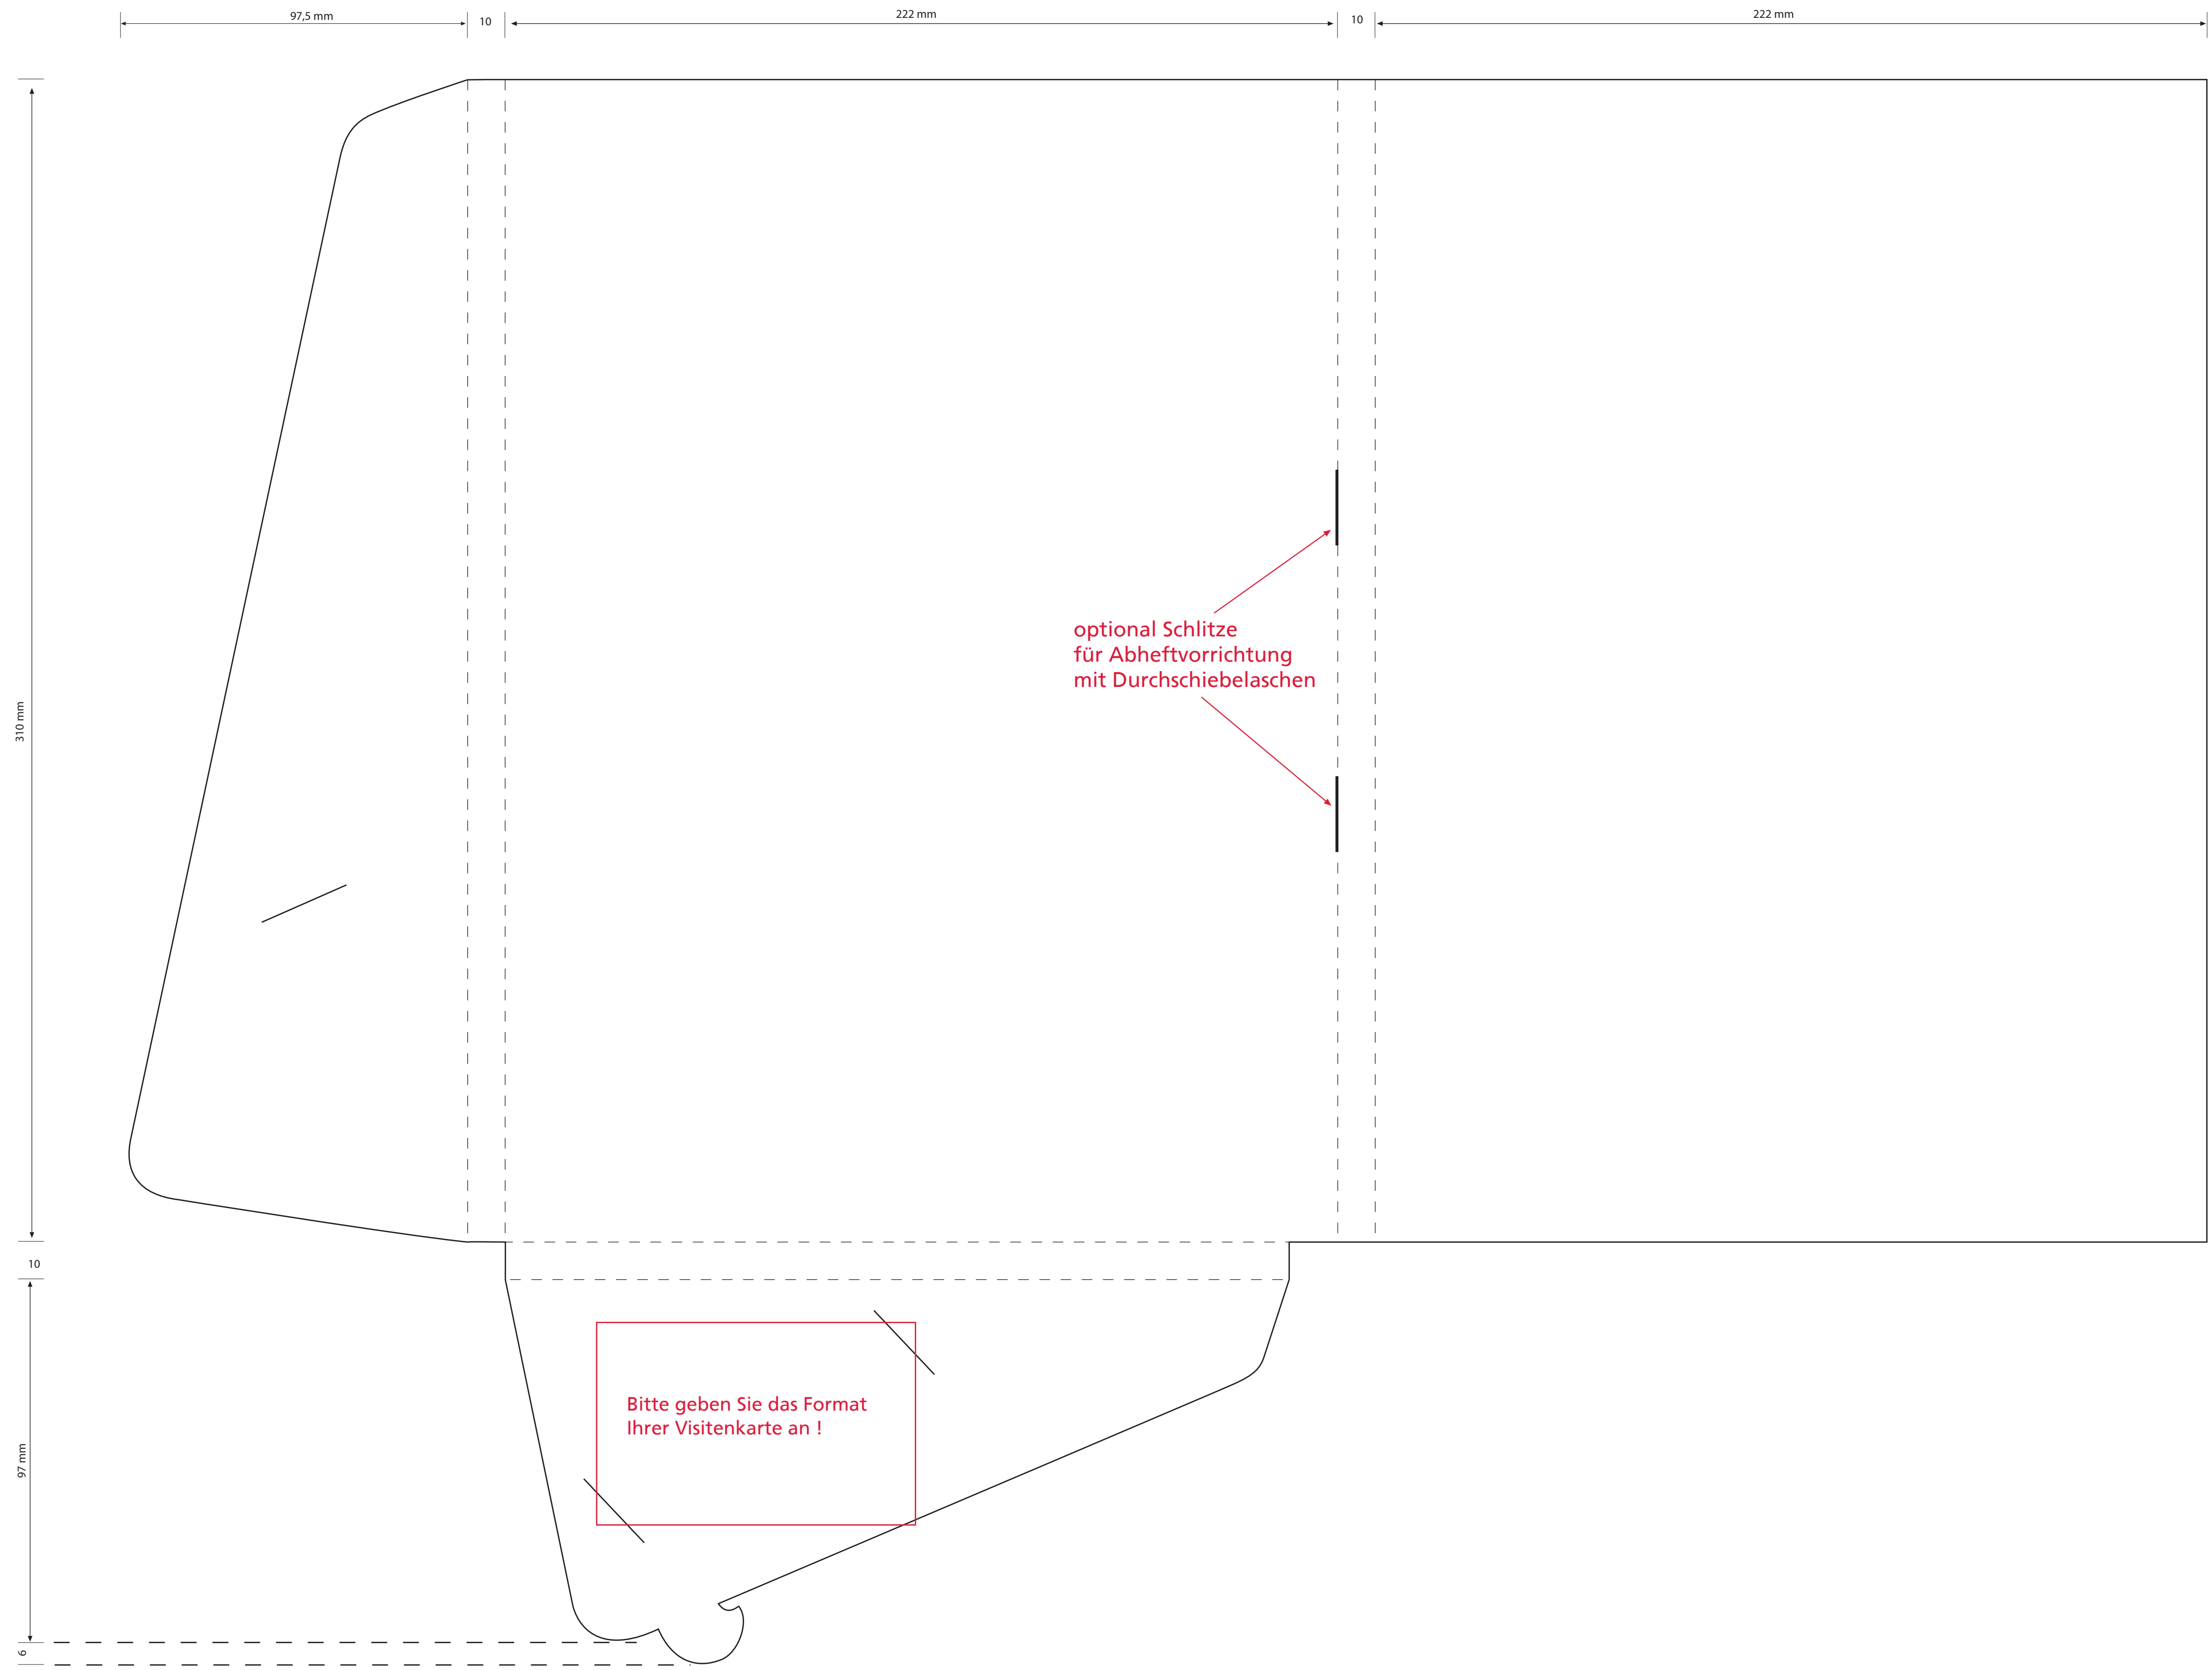 97,5 mm
10
222 mm
10
222 mm
310 mm
optional Schlitze
für Abheftvorrichtung
mit Durchschiebelaschen
10
97 mm
Bitte geben Sie das Format
Ihrer Visitenkarte an !
6